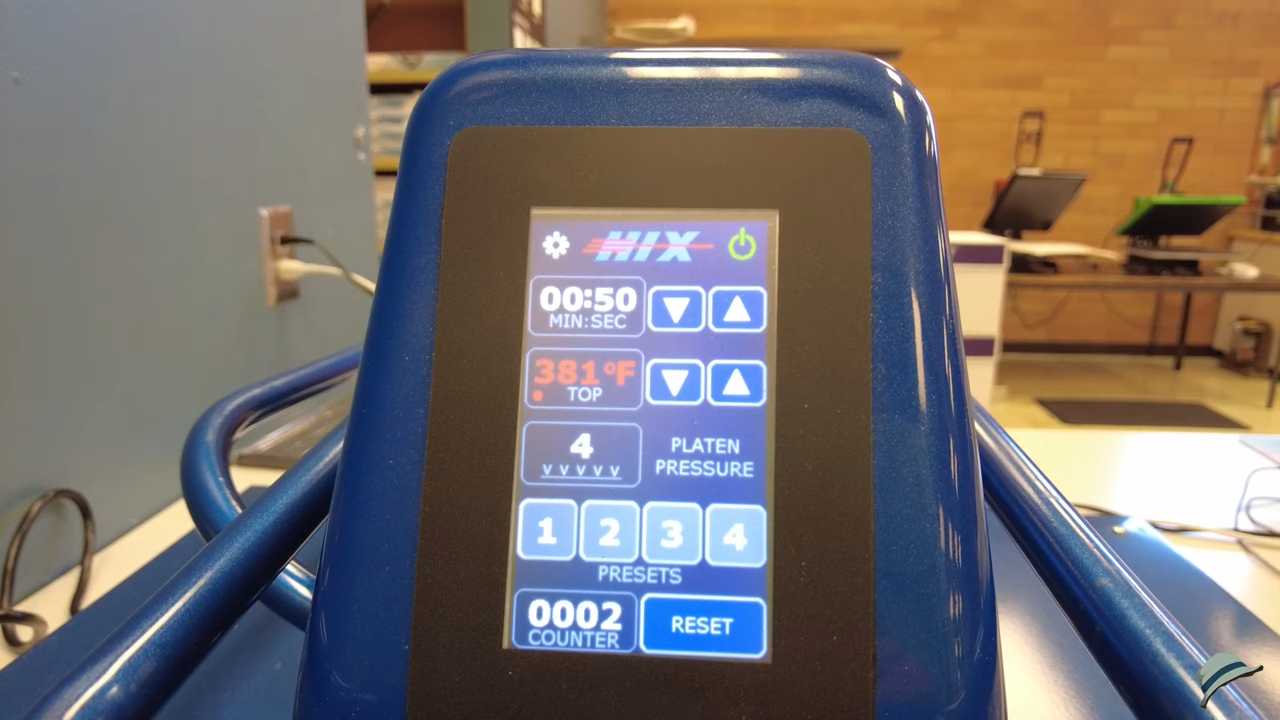 HIX
00:50
MIN:SEC
381°F
TOP
4
V V V V V
PLATEN
PRESSURE
1 2 3 4
PRESETS
0002
COUNTER
RESET